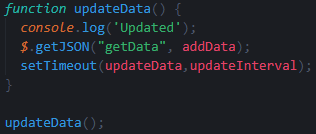 function updateData() {
  console.log('Updated');
  $.getJSON("getData", addData);
  setTimeout(updateData,updateInterval);
}

updateData();